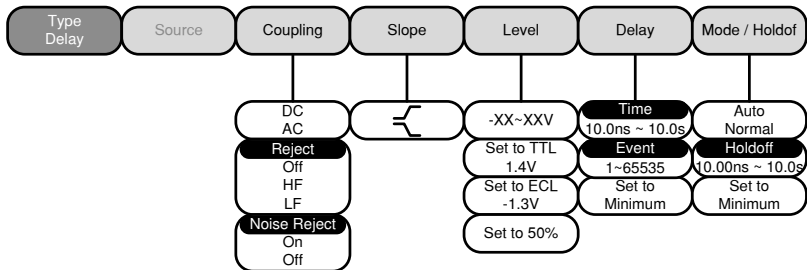 Type
Delay
Source
Coupling
Slope
Level
Delay
Mode / Holdof
DC
AC
Reject
Off
HF
LF
Noise Reject
On
Off
-XX~XXV
Set to TTL
1.4V
Set to ECL
-1.3V
Set to 50%
Time
10.0ns ~ 10.0s
Event
1~65535
Set to
Minimum
Auto
Normal
Holdoff
10.00ns ~ 10.0s
Set to
Minimum